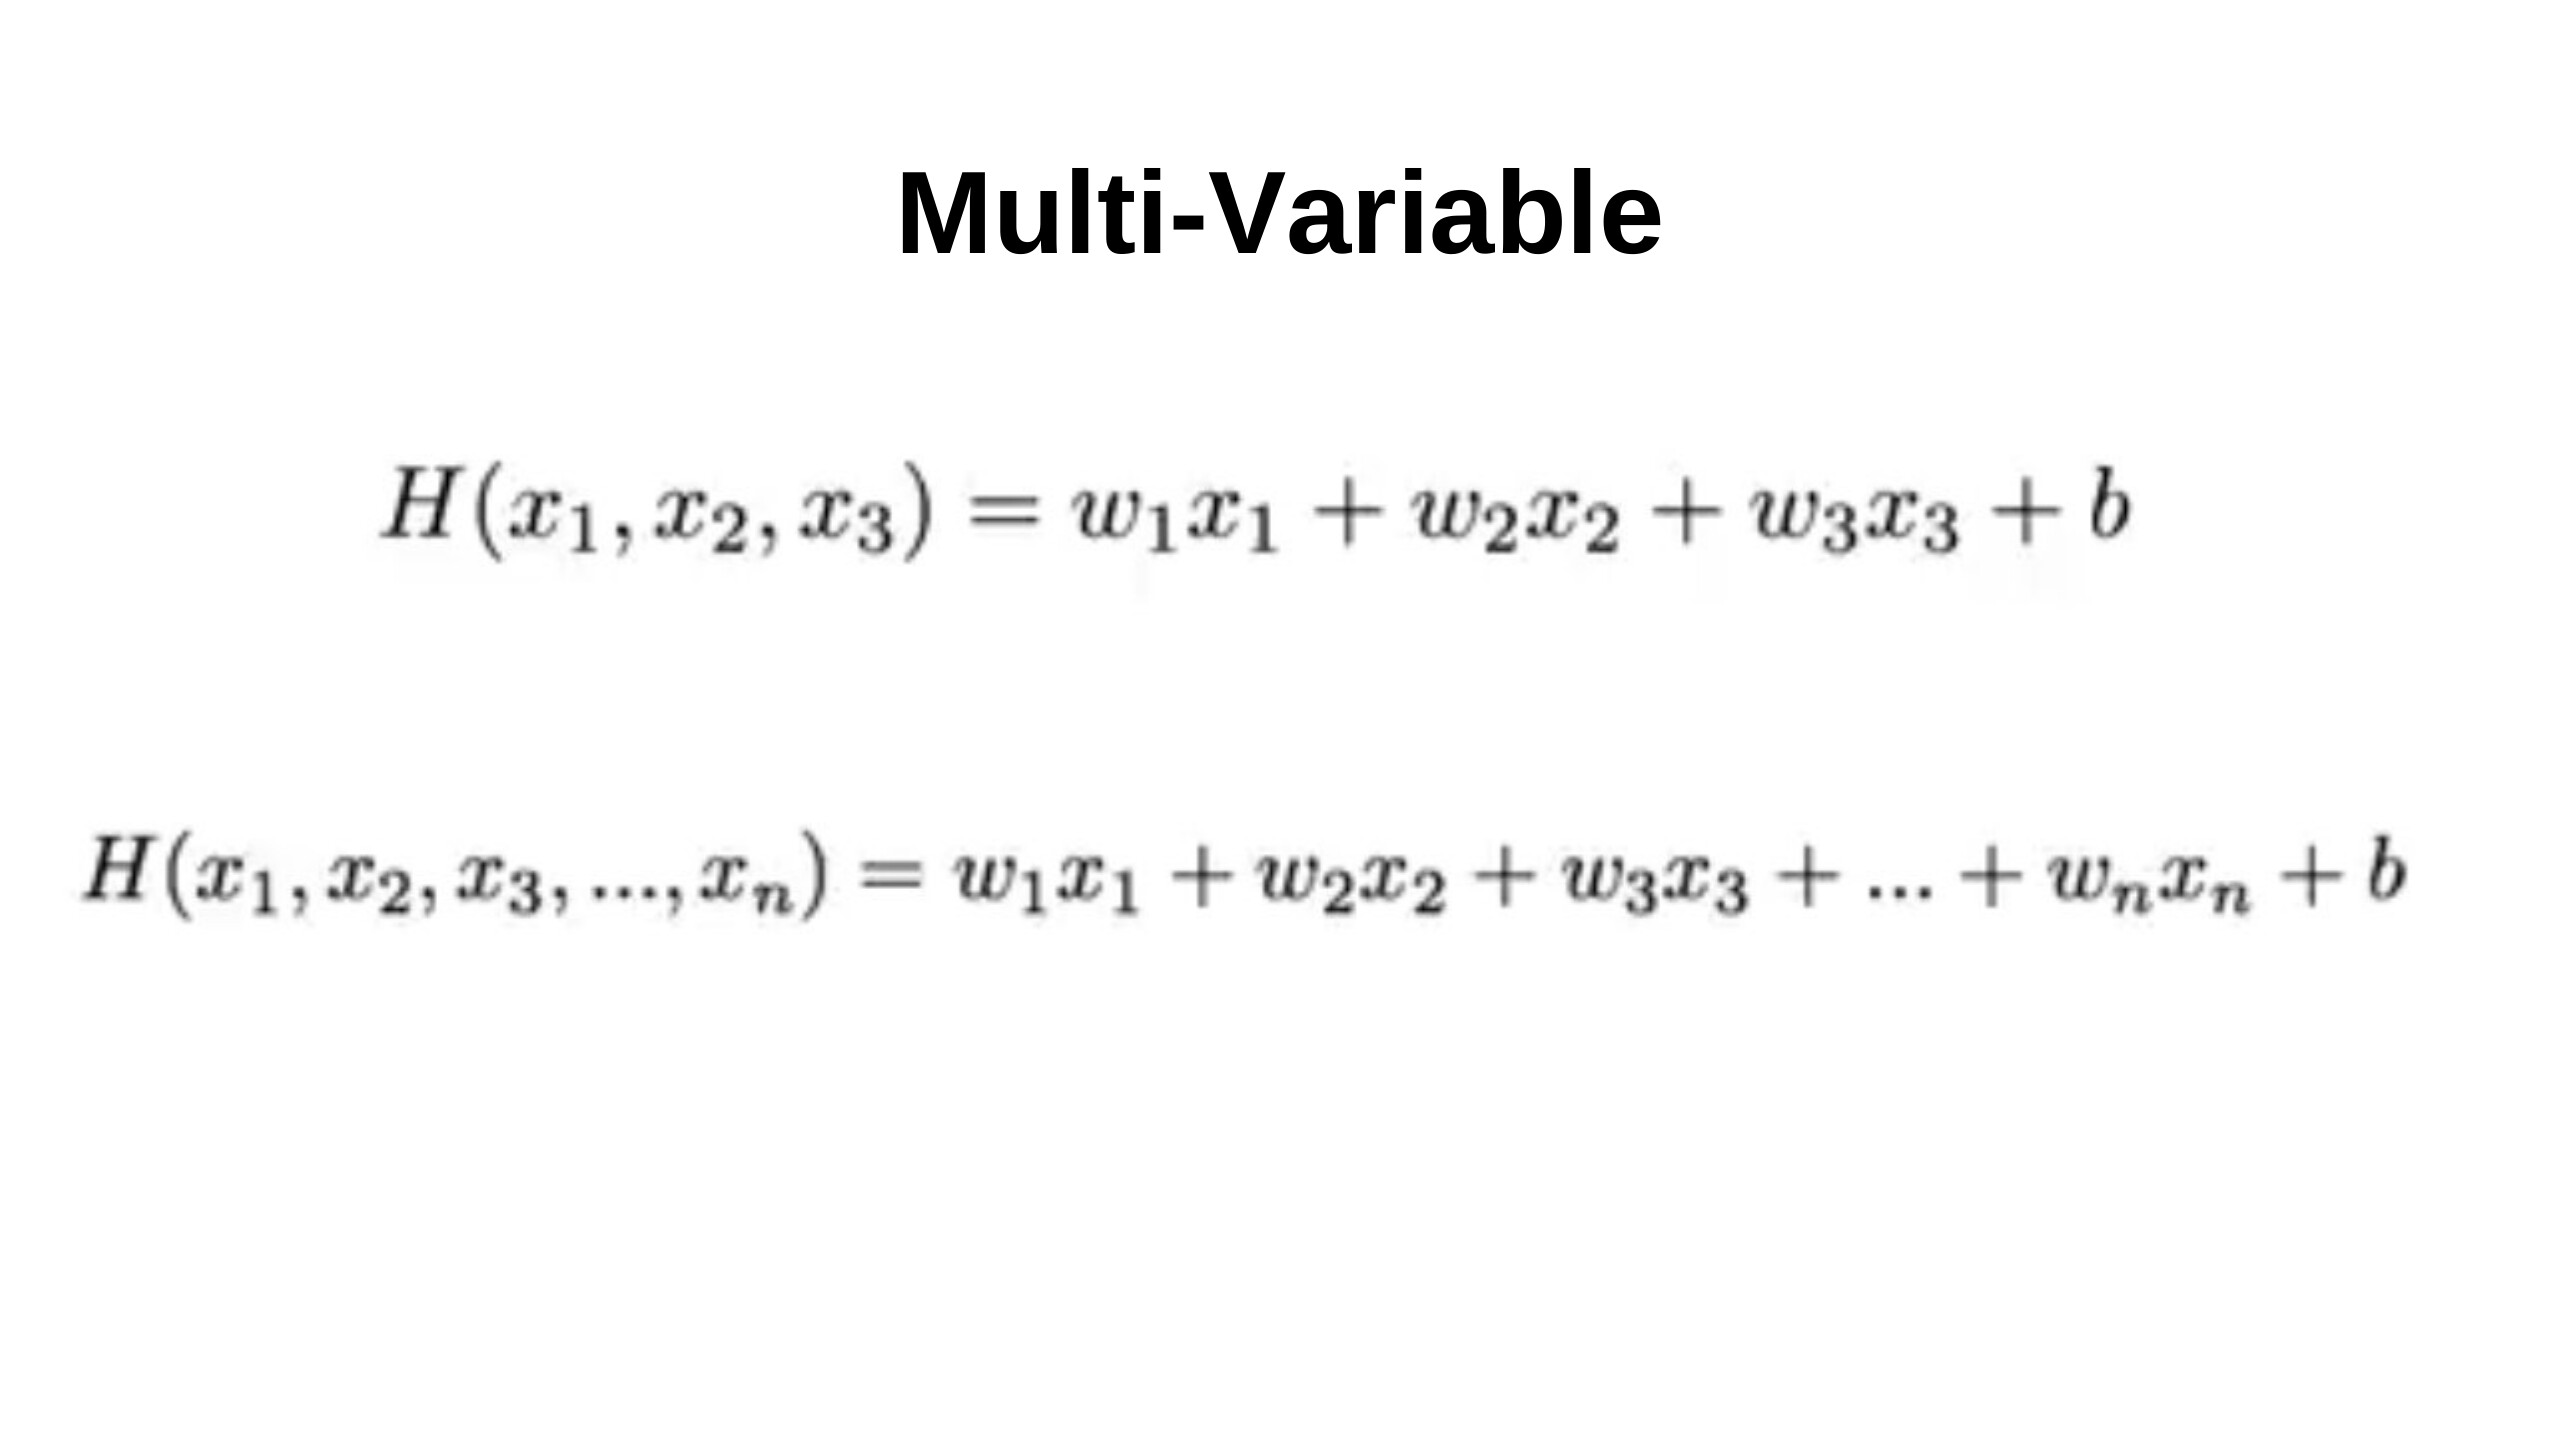 Multi-Variable
H(x₁, x₂, x₃) = w₁x₁ + w₂x₂ + w₃x₃ + b
H(x₁, x₂, x₃, ..., xₙ) = w₁x₁ + w₂x₂ + w₃x₃ + ... + wₙxₙ + b